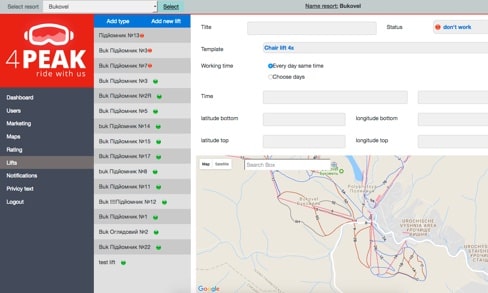 Select resort Bukovel Select Name resort: Bukovel
4PEAK
ride with us
Dashboard
Users
Marketing
Maps
Rating
Lifts
Notifications
Privicy text
Logout
Add type Add new lift
Підйомник №13
Buk Підйомник №3
Buk Підйомник №7
Buk Підйомник №3
Buk Підйомник №2R
Buk Підйомник №5
buk Підйомник №14
Buk Підйомник №15
Buk Підйомник №17
buk Підйомник №8
Buk Підйомник №11
Підйомник №12
Buk Підйомник №1
Buk Оглядовий №2
Buk Підйомник №22
test lift
Title Status don't work
Template Chair lift 4x
Working time Every day same time
Choose days
Time
latitude bottom longitude bottom
latitude top longitude top
Map Satellite Search Box
Bukovel
Буковель
UROCHISCHE
VYSHNIA AREA
УРОЧИЩЕ
Google